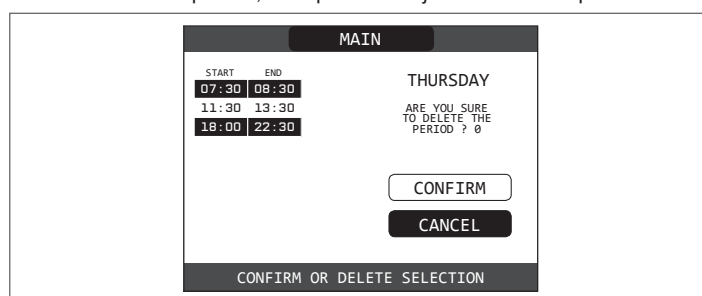 MAIN
START END
07:30 08:30
11:30 13:30
18:00 22:30
THURSDAY
ARE YOU SURE
TO DELETE THE
PERIOD ? 0
CONFIRM
CANCEL
CONFIRM OR DELETE SELECTION